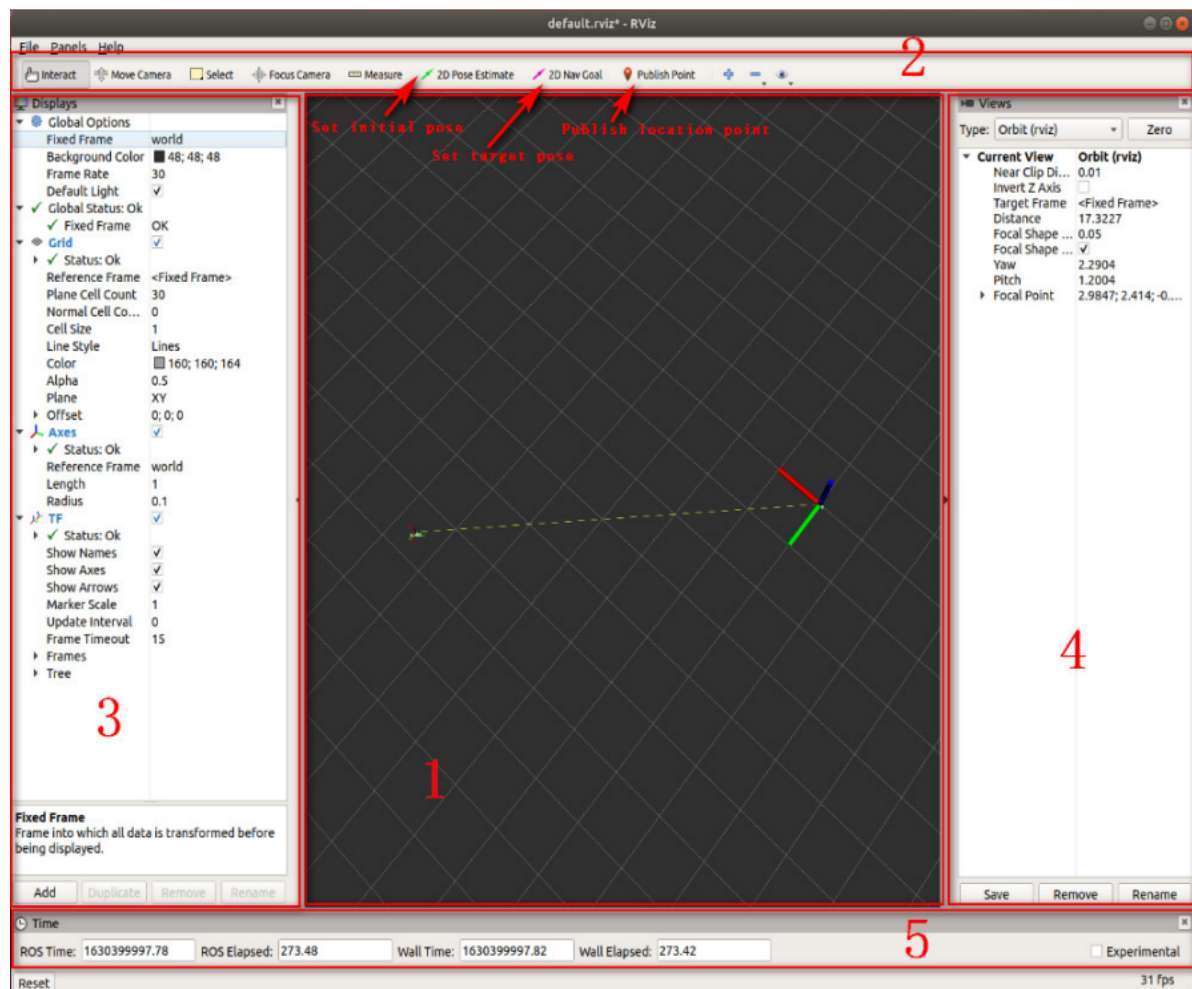 default.rviz* - RViz
File Panels Help
2
Interact Move Camera Select Focus Camera Measure 2D Pose Estimate 2D Nav Goal Publish Point
Displays
Global Options
Fixed Frame world
Background Color 48; 48; 48
Frame Rate 30
Default Light
Global Status: Ok
Fixed Frame OK
Grid
Status: Ok
Reference Frame <Fixed Frame>
Plane Cell Count 30
Normal Cell Co... 0
Cell Size 1
Line Style Lines
Color 160; 160; 164
Alpha 0.5
Plane XY
Offset 0; 0; 0
Axes
Status: Ok
Reference Frame world
Length 1
Radius 0.1
TF
Status: Ok
Show Names
Show Axes
Show Arrows
Marker Scale 1
Update Interval 0
Frame Timeout 15
Frames
Tree
3
Fixed Frame
Frame into which all data is transformed before
being displayed.
Add Duplicate Remove Rename
Set initial pose
Publish location point
Set target pose
1
Views
Type: Orbit (rviz) Zero
Current View Orbit (rviz)
Near Clip Di... 0.01
Invert Z Axis
Target Frame <Fixed Frame>
Distance 17.3227
Focal Shape ... 0.05
Focal Shape ...
Yaw 2.2904
Pitch 1.2004
Focal Point 2.9847; 2.414; -0....
4
Save Remove Rename
Time
5
ROS Time: 1630399997.78 ROS Elapsed: 273.48 Wall Time: 1630399997.82 Wall Elapsed: 273.42 Experimental
Reset 31 fps